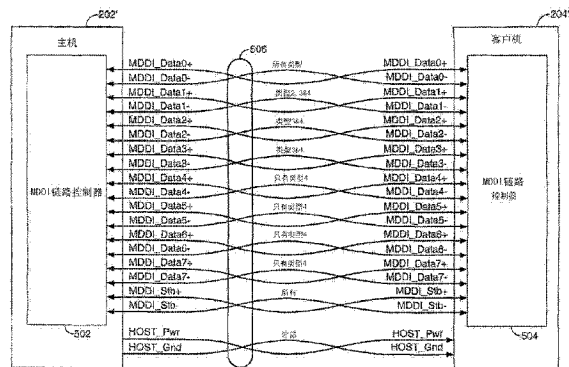 202'
204'
主机
606
客户机
MDDI_Data0+ 所有类型 MDDI_Data0+
MDDI_Data0- MDDI_Data0-
MDDI_Data1+ 类型2, 3&4 MDDI_Data1+
MDDI_Data1- MDDI_Data1-
MDDI_Data2+ 类型3&4 MDDI_Data2+
MDDI_Data2- MDDI_Data2-
MDDI_Data3+ 类型3&4 MDDI_Data3+
MDDI_Data3- MDDI_Data3-
MDDI_Data4+ 只有类型4 MDDI_Data4+
MDDI链路控制器 MDDI_Data4- MDDI_Data4- MDDI链路
控制器
MDDI_Data5+ 只有类型4 MDDI_Data5+
MDDI_Data5- MDDI_Data5-
MDDI_Data6+ 只有类型4 MDDI_Data6+
MDDI_Data6- MDDI_Data6-
MDDI_Data7+ 只有类型4 MDDI_Data7+
MDDI_Data7- MDDI_Data7-
MDDI_Stb+ 所有 MDDI_Stb+
MDDI_Stb- MDDI_Stb-
502
504
HOST_Pwr HOST_Pwr
HOST_Gnd HOST_Gnd